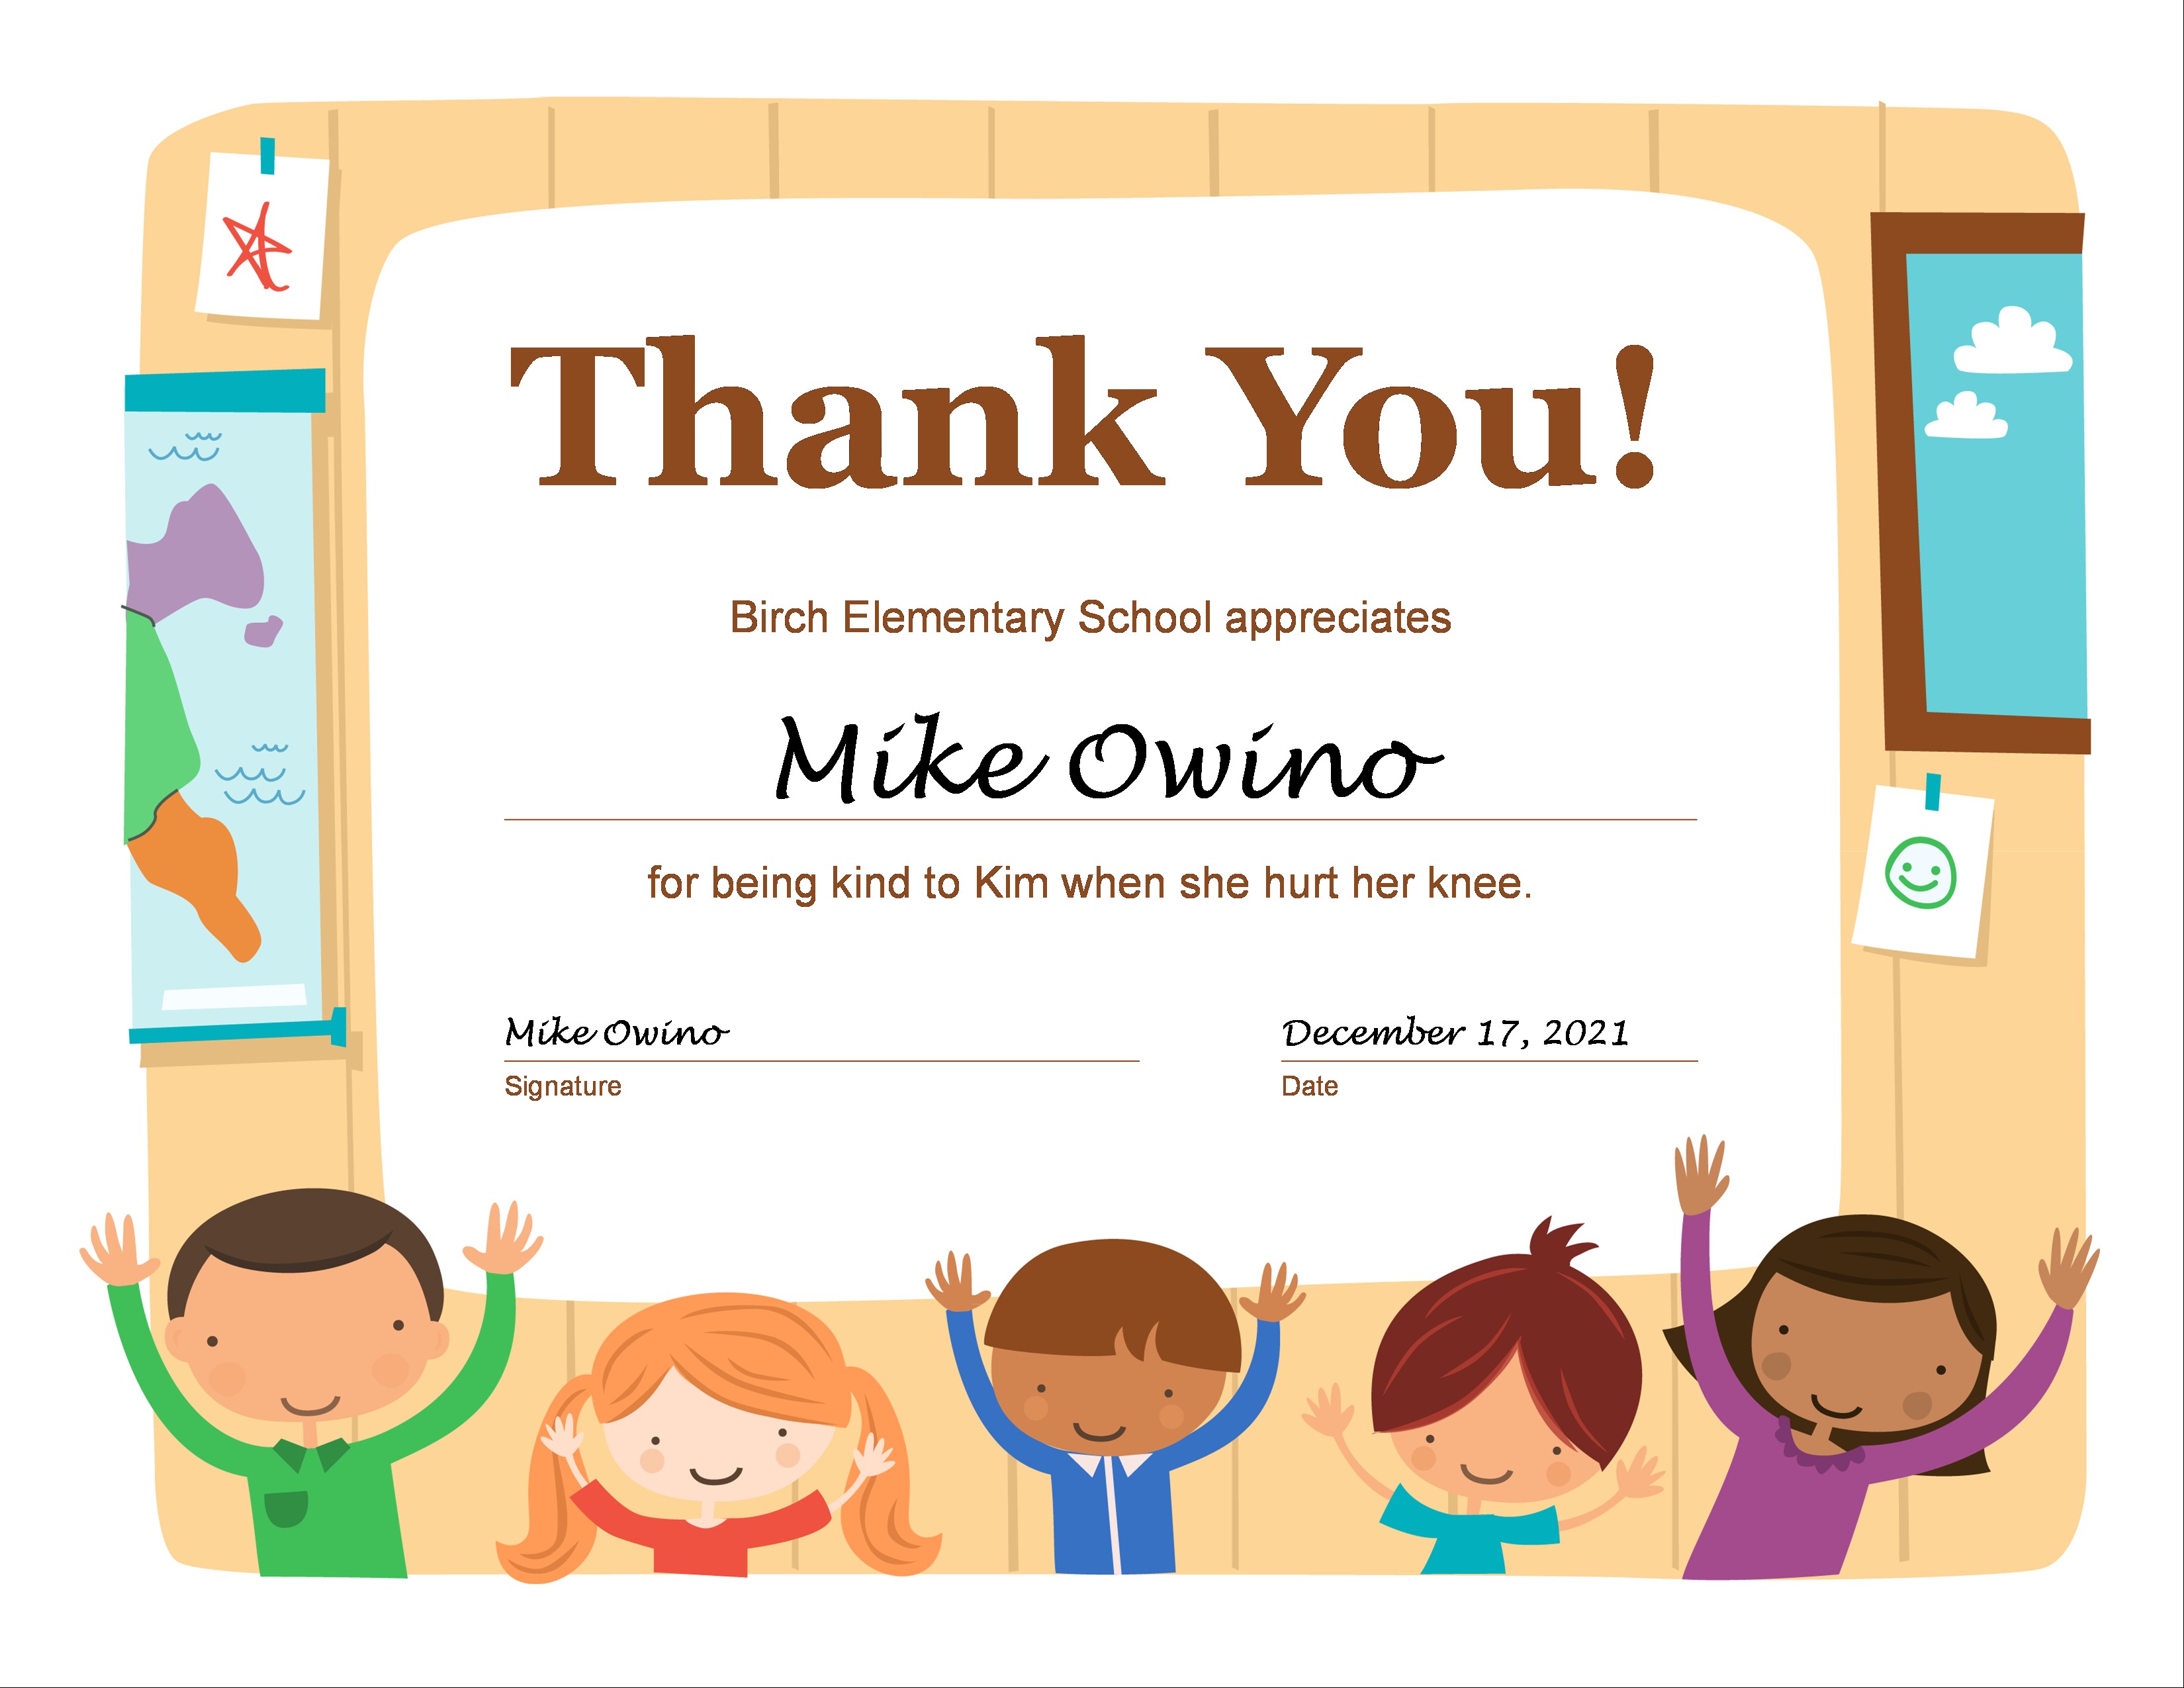 Thank You!
Birch Elementary School appreciates
Mike Owino
for being kind to Kim when she hurt her knee.
Mike Owino
December 17, 2021
Signature
Date